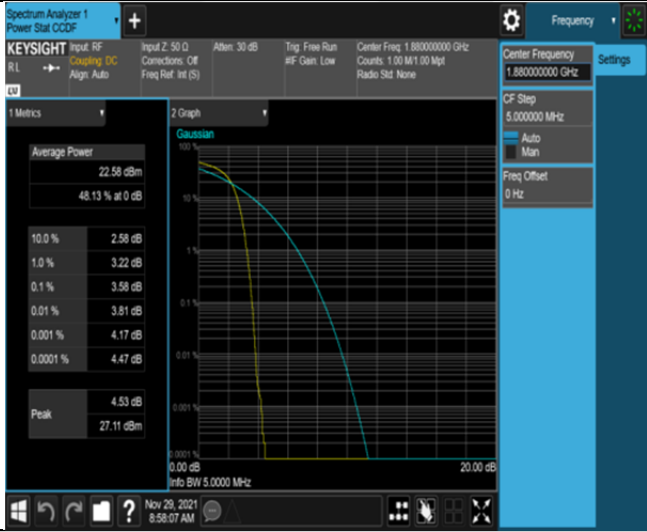 Spectrum Analyzer 1
Power Stat CCDF
+
Frequency
KEYSIGHT
RL
Input: RF
Coupling: DC
Align: Auto
Input Z: 50 Ω
Corrections: Off
Freq Ref: Int (S)
Atten: 30 dB
Trig: Free Run
#IF Gain: Low
Center Freq: 1.880000000 GHz
Counts: 1.00 M/1.00 Mpt
Radio Std: None
Center Frequency
1.880000000 GHz
Settings
CF Step
5.000000 MHz
Auto
Man
Freq Offset
0 Hz
1 Metrics
Average Power
22.58 dBm
48.13 % at 0 dB
10.0 % 2.58 dB
1.0 % 3.22 dB
0.1 % 3.58 dB
0.01 % 3.81 dB
0.001 % 4.17 dB
0.0001 % 4.47 dB
Peak
4.53 dB
27.11 dBm
2 Graph
Gaussian
100 %
10 %
1 %
0.1 %
0.01 %
0.001 %
0.0001 %
0.00 dB 20.00 dB
Info BW 5.0000 MHz
?
Nov 29, 2021
8:58:07 AM